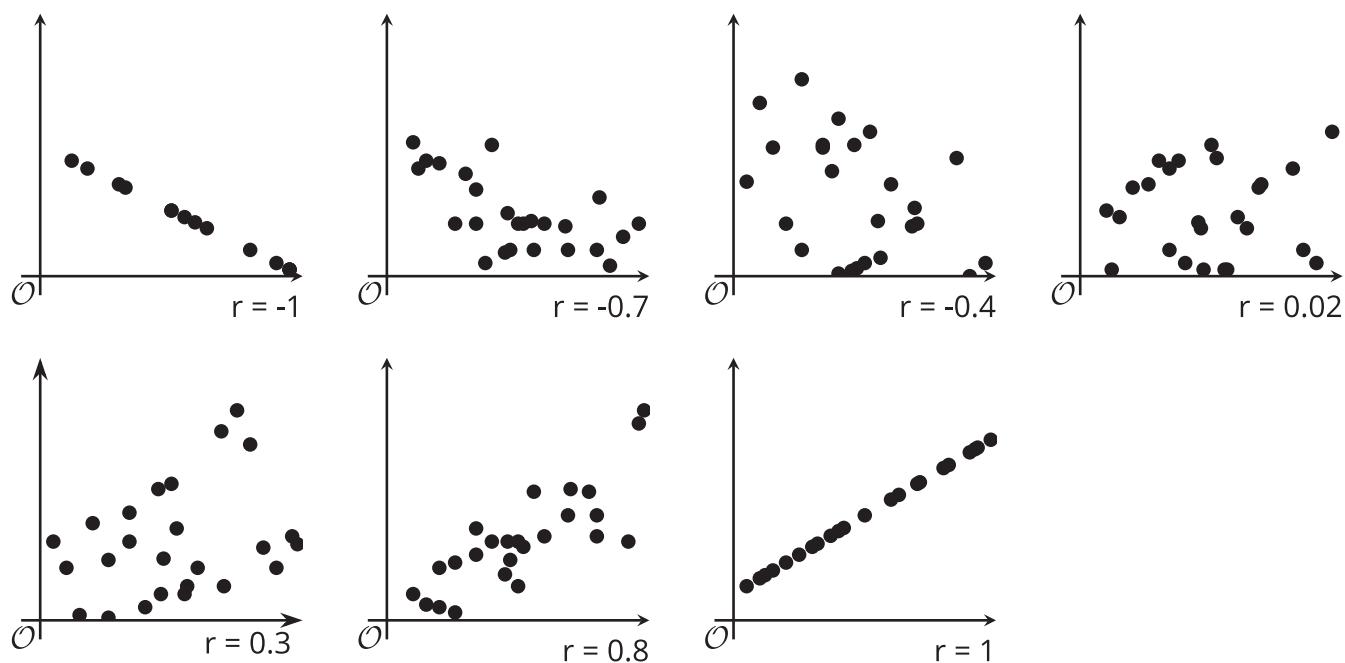 𝒪
r = -1
𝒪
r = -0.7
𝒪
r = -0.4
𝒪
r = 0.02
𝒪
r = 0.3
𝒪
r = 0.8
𝒪
r = 1